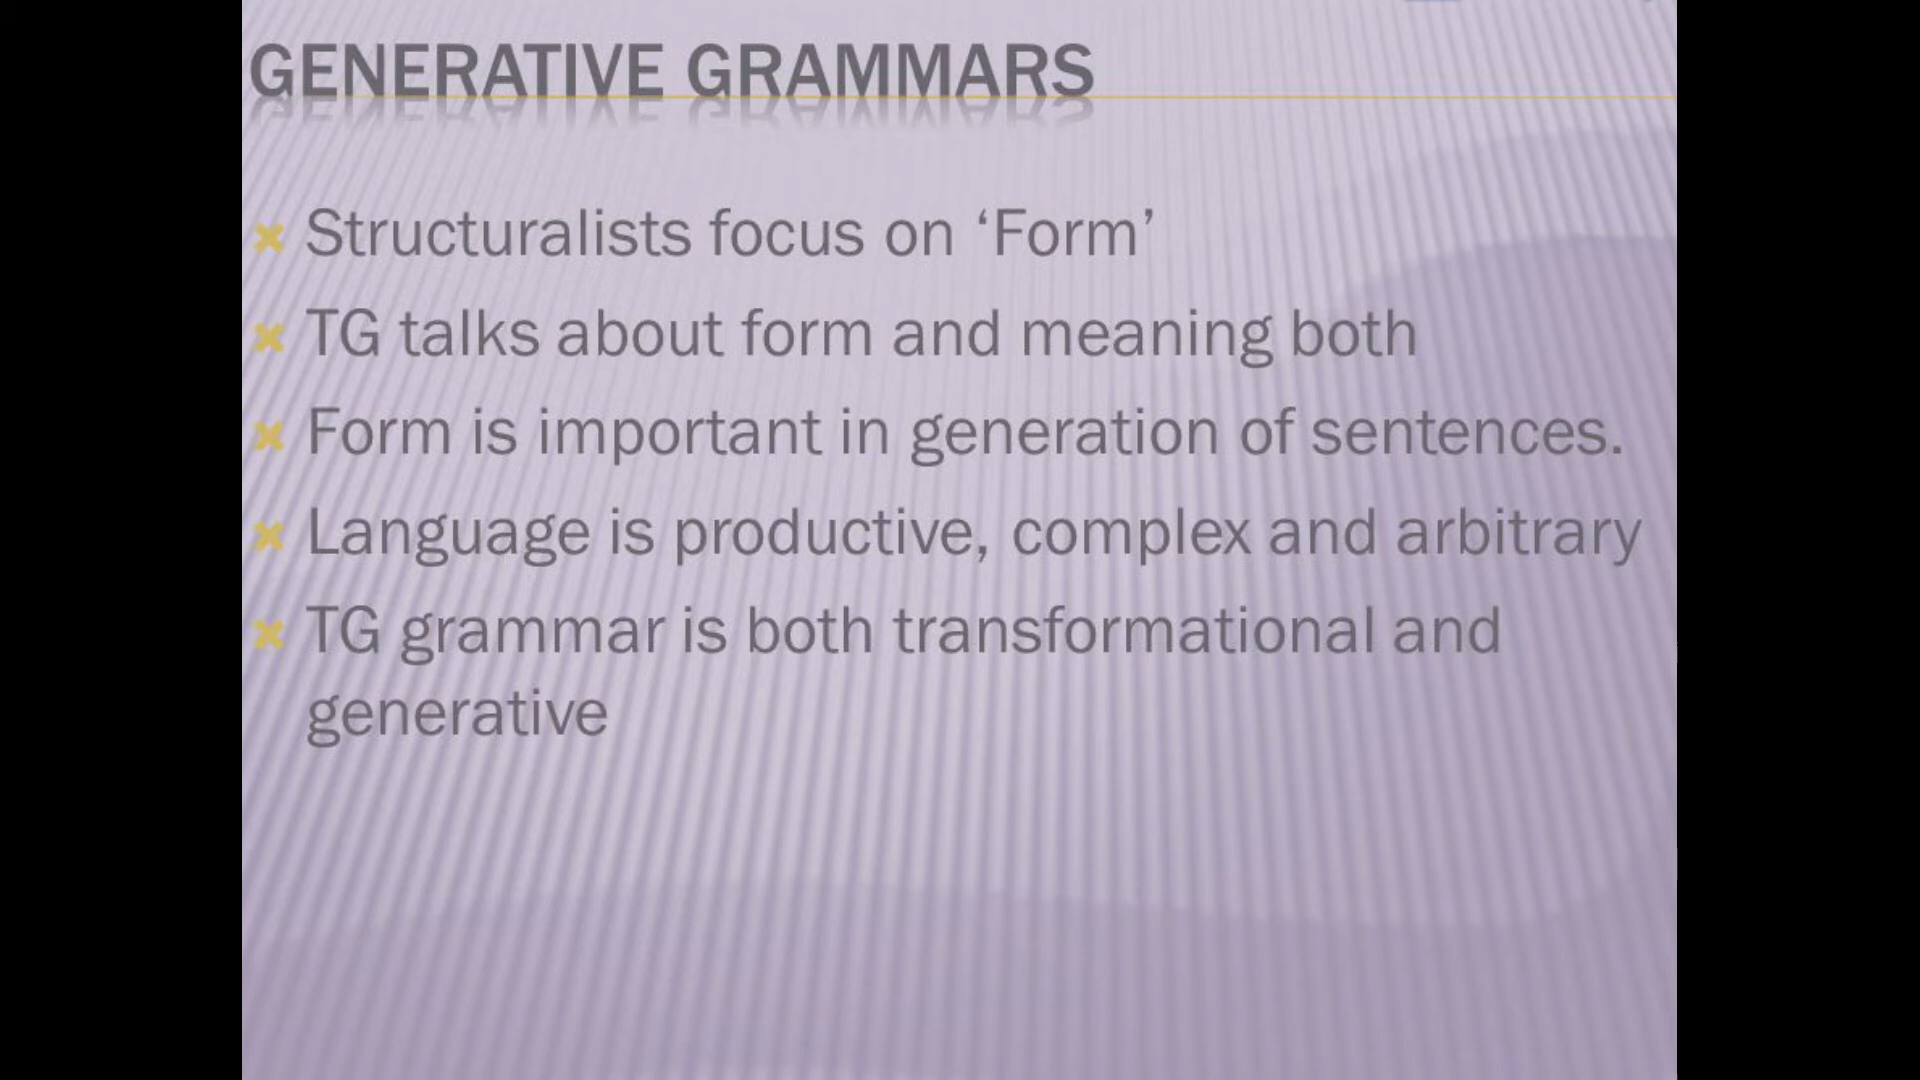 GENERATIVE GRAMMARS
Structuralists focus on ‘Form’
TG talks about form and meaning both
Form is important in generation of sentences.
Language is productive, complex and arbitrary
TG grammar is both transformational and
generative